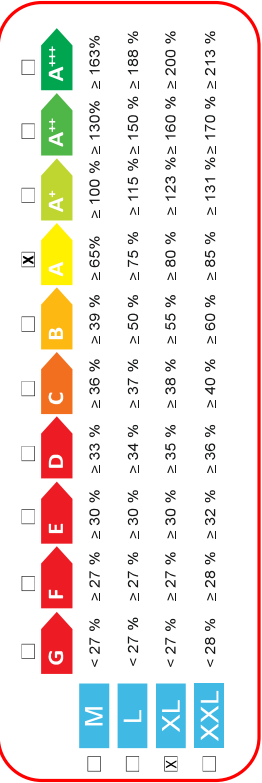 X
G F E D C B A A+ A++ A+++
M < 27 % ≥ 27 % ≥ 30 % ≥ 33 % ≥ 36 % ≥ 39 % ≥ 65% ≥ 100 % ≥ 130% ≥ 163%
L < 27 % ≥ 27 % ≥ 30 % ≥ 34 % ≥ 37 % ≥ 50 % ≥ 75 % ≥ 115 % ≥ 150 % ≥ 188 %
X XL < 27 % ≥ 27 % ≥ 30 % ≥ 35 % ≥ 38 % ≥ 55 % ≥ 80 % ≥ 123 % ≥ 160 % ≥ 200 %
XXL < 28 % ≥ 28 % ≥ 32 % ≥ 36 % ≥ 40 % ≥ 60 % ≥ 85 % ≥ 131 % ≥ 170 % ≥ 213 %